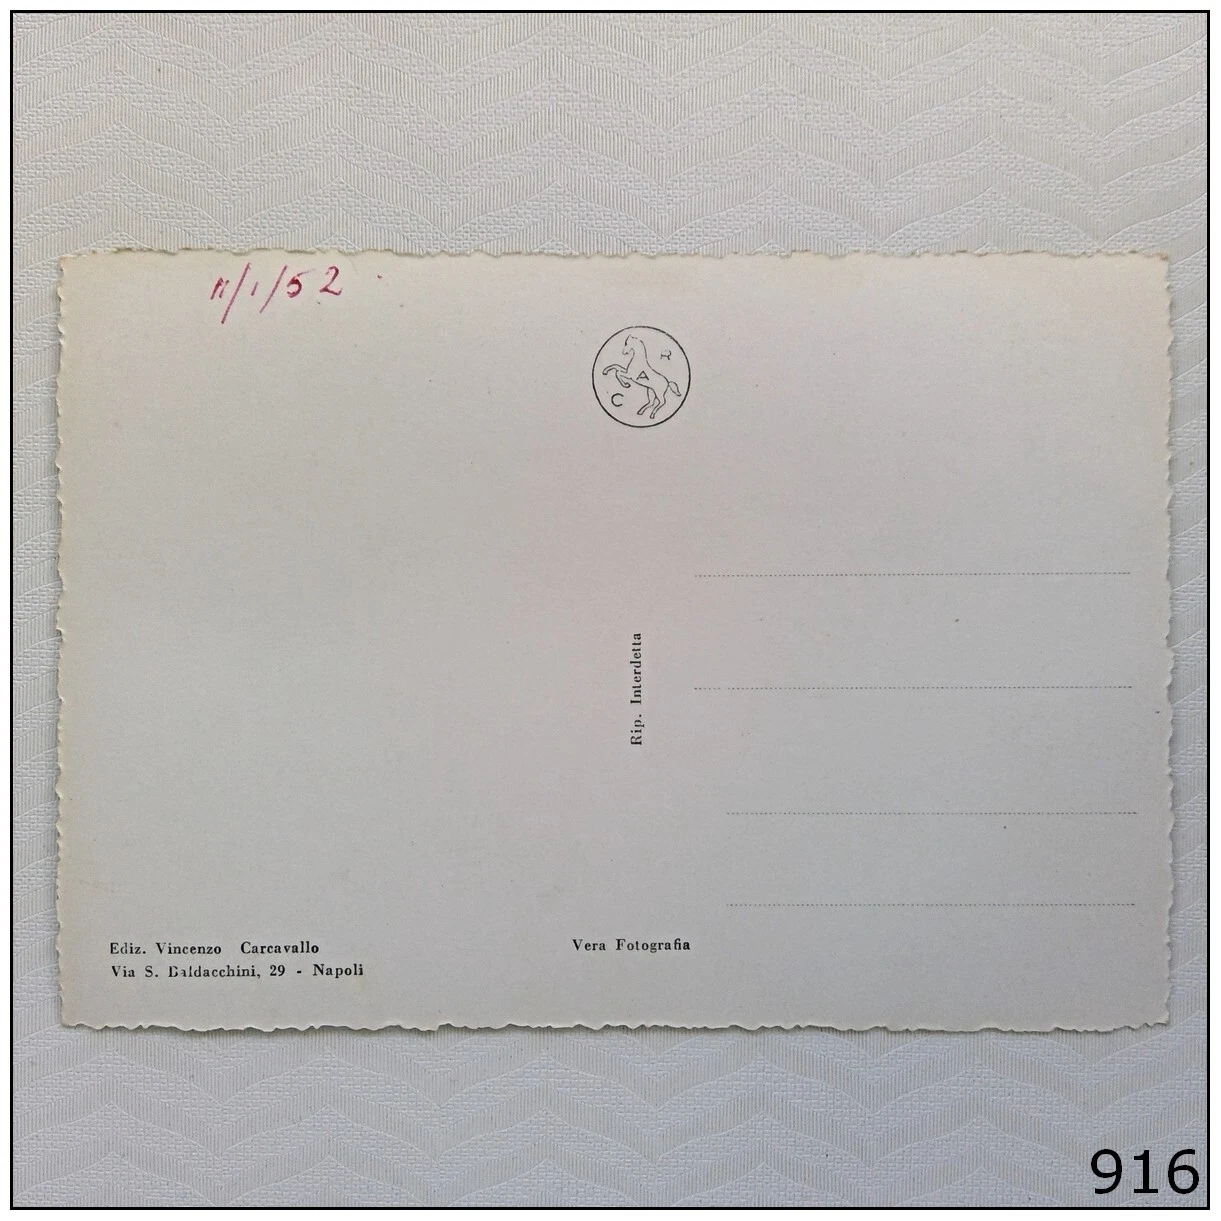 11/1/52
R
A
C
Rip. Interdetta
Ediz. Vincenzo Carcavallo
Via S. Baldacchini, 29 - Napoli
Vera Fotografia
916